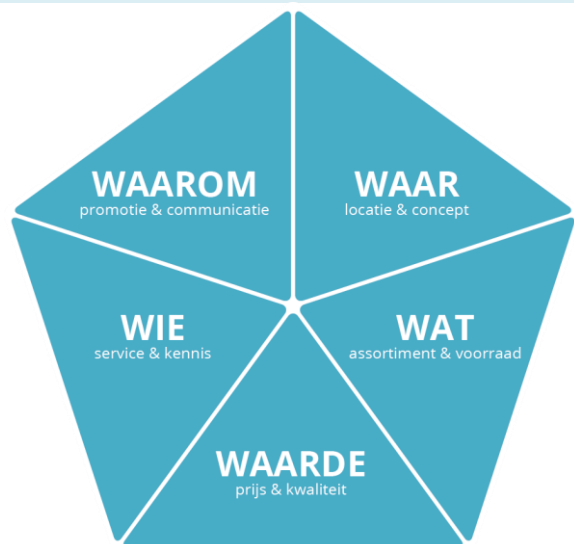 WAAROM
promotie & communicatie
WAAR
locatie & concept
WIE
service & kennis
WAT
assortiment & voorraad
WAARDE
prijs & kwaliteit